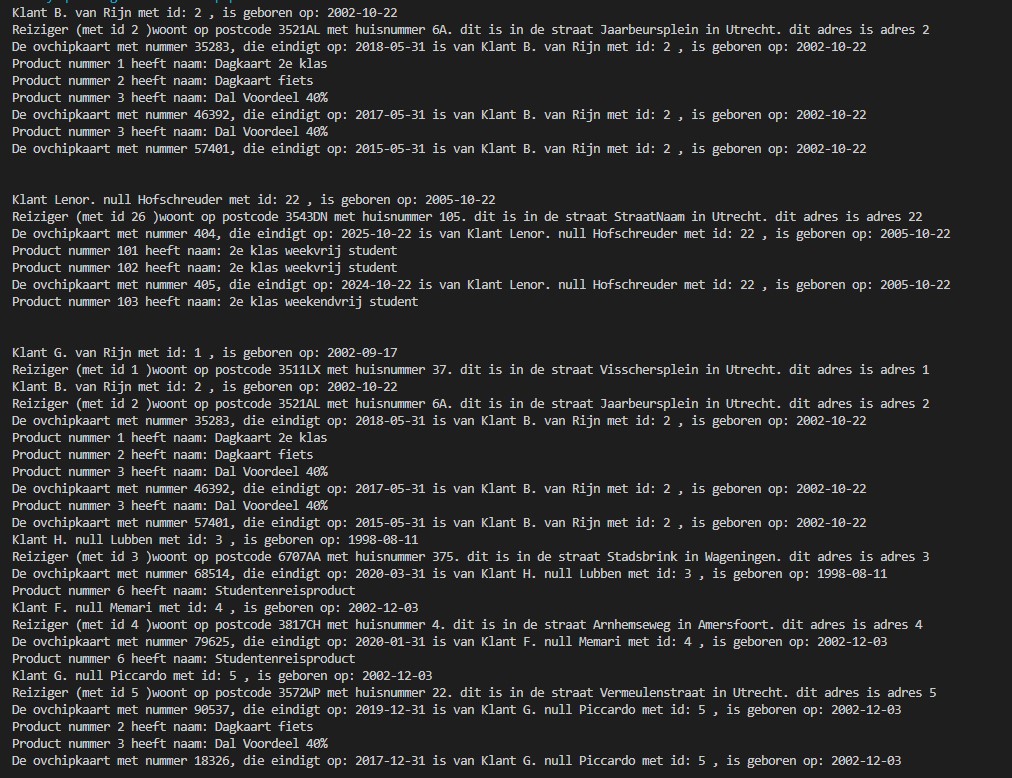 Klant B. van Rijn met id: 2 , is geboren op: 2002-10-22
Reiziger (met id 2 )woont op postcode 3521AL met huisnummer 6A. dit is in de straat Jaarbeursplein in Utrecht. dit adres is adres 2
De ovchipkaart met nummer 35283, die eindigt op: 2018-05-31 is van Klant B. van Rijn met id: 2 , is geboren op: 2002-10-22
Product nummer 1 heeft naam: Dagkaart 2e klas
Product nummer 2 heeft naam: Dagkaart fiets
Product nummer 3 heeft naam: Dal Voordeel 40%
De ovchipkaart met nummer 46392, die eindigt op: 2017-05-31 is van Klant B. van Rijn met id: 2 , is geboren op: 2002-10-22
Product nummer 3 heeft naam: Dal Voordeel 40%
De ovchipkaart met nummer 57401, die eindigt op: 2015-05-31 is van Klant B. van Rijn met id: 2 , is geboren op: 2002-10-22
Klant Lenor. null Hofschreuder met id: 22 , is geboren op: 2005-10-22
Reiziger (met id 26 )woont op postcode 3543DN met huisnummer 105. dit is in de straat StraatNaam in Utrecht. dit adres is adres 22
De ovchipkaart met nummer 404, die eindigt op: 2025-10-22 is van Klant Lenor. null Hofschreuder met id: 22 , is geboren op: 2005-10-22
Product nummer 101 heeft naam: 2e klas weekvrij student
Product nummer 102 heeft naam: 2e klas weekvrij student
De ovchipkaart met nummer 405, die eindigt op: 2024-10-22 is van Klant Lenor. null Hofschreuder met id: 22 , is geboren op: 2005-10-22
Product nummer 103 heeft naam: 2e klas weekendvrij student
Klant G. van Rijn met id: 1 , is geboren op: 2002-09-17
Reiziger (met id 1 )woont op postcode 3511LX met huisnummer 37. dit is in de straat Visschersplein in Utrecht. dit adres is adres 1
Klant B. van Rijn met id: 2 , is geboren op: 2002-10-22
Reiziger (met id 2 )woont op postcode 3521AL met huisnummer 6A. dit is in de straat Jaarbeursplein in Utrecht. dit adres is adres 2
De ovchipkaart met nummer 35283, die eindigt op: 2018-05-31 is van Klant B. van Rijn met id: 2 , is geboren op: 2002-10-22
Product nummer 1 heeft naam: Dagkaart 2e klas
Product nummer 2 heeft naam: Dagkaart fiets
Product nummer 3 heeft naam: Dal Voordeel 40%
De ovchipkaart met nummer 46392, die eindigt op: 2017-05-31 is van Klant B. van Rijn met id: 2 , is geboren op: 2002-10-22
Product nummer 3 heeft naam: Dal Voordeel 40%
De ovchipkaart met nummer 57401, die eindigt op: 2015-05-31 is van Klant B. van Rijn met id: 2 , is geboren op: 2002-10-22
Klant H. null Lubben met id: 3 , is geboren op: 1998-08-11
Reiziger (met id 3 )woont op postcode 6707AA met huisnummer 375. dit is in de straat Stadsbrink in Wageningen. dit adres is adres 3
De ovchipkaart met nummer 68514, die eindigt op: 2020-03-31 is van Klant H. null Lubben met id: 3 , is geboren op: 1998-08-11
Product nummer 6 heeft naam: Studentenreisproduct
Klant F. null Memari met id: 4 , is geboren op: 2002-12-03
Reiziger (met id 4 )woont op postcode 3817CH met huisnummer 4. dit is in de straat Arnhemseweg in Amersfoort. dit adres is adres 4
De ovchipkaart met nummer 79625, die eindigt op: 2020-01-31 is van Klant F. null Memari met id: 4 , is geboren op: 2002-12-03
Product nummer 6 heeft naam: Studentenreisproduct
Klant G. null Piccardo met id: 5 , is geboren op: 2002-12-03
Reiziger (met id 5 )woont op postcode 3572WP met huisnummer 22. dit is in de straat Vermeulenstraat in Utrecht. dit adres is adres 5
De ovchipkaart met nummer 90537, die eindigt op: 2019-12-31 is van Klant G. null Piccardo met id: 5 , is geboren op: 2002-12-03
Product nummer 2 heeft naam: Dagkaart fiets
Product nummer 3 heeft naam: Dal Voordeel 40%
De ovchipkaart met nummer 18326, die eindigt op: 2017-12-31 is van Klant G. null Piccardo met id: 5 , is geboren op: 2002-12-03